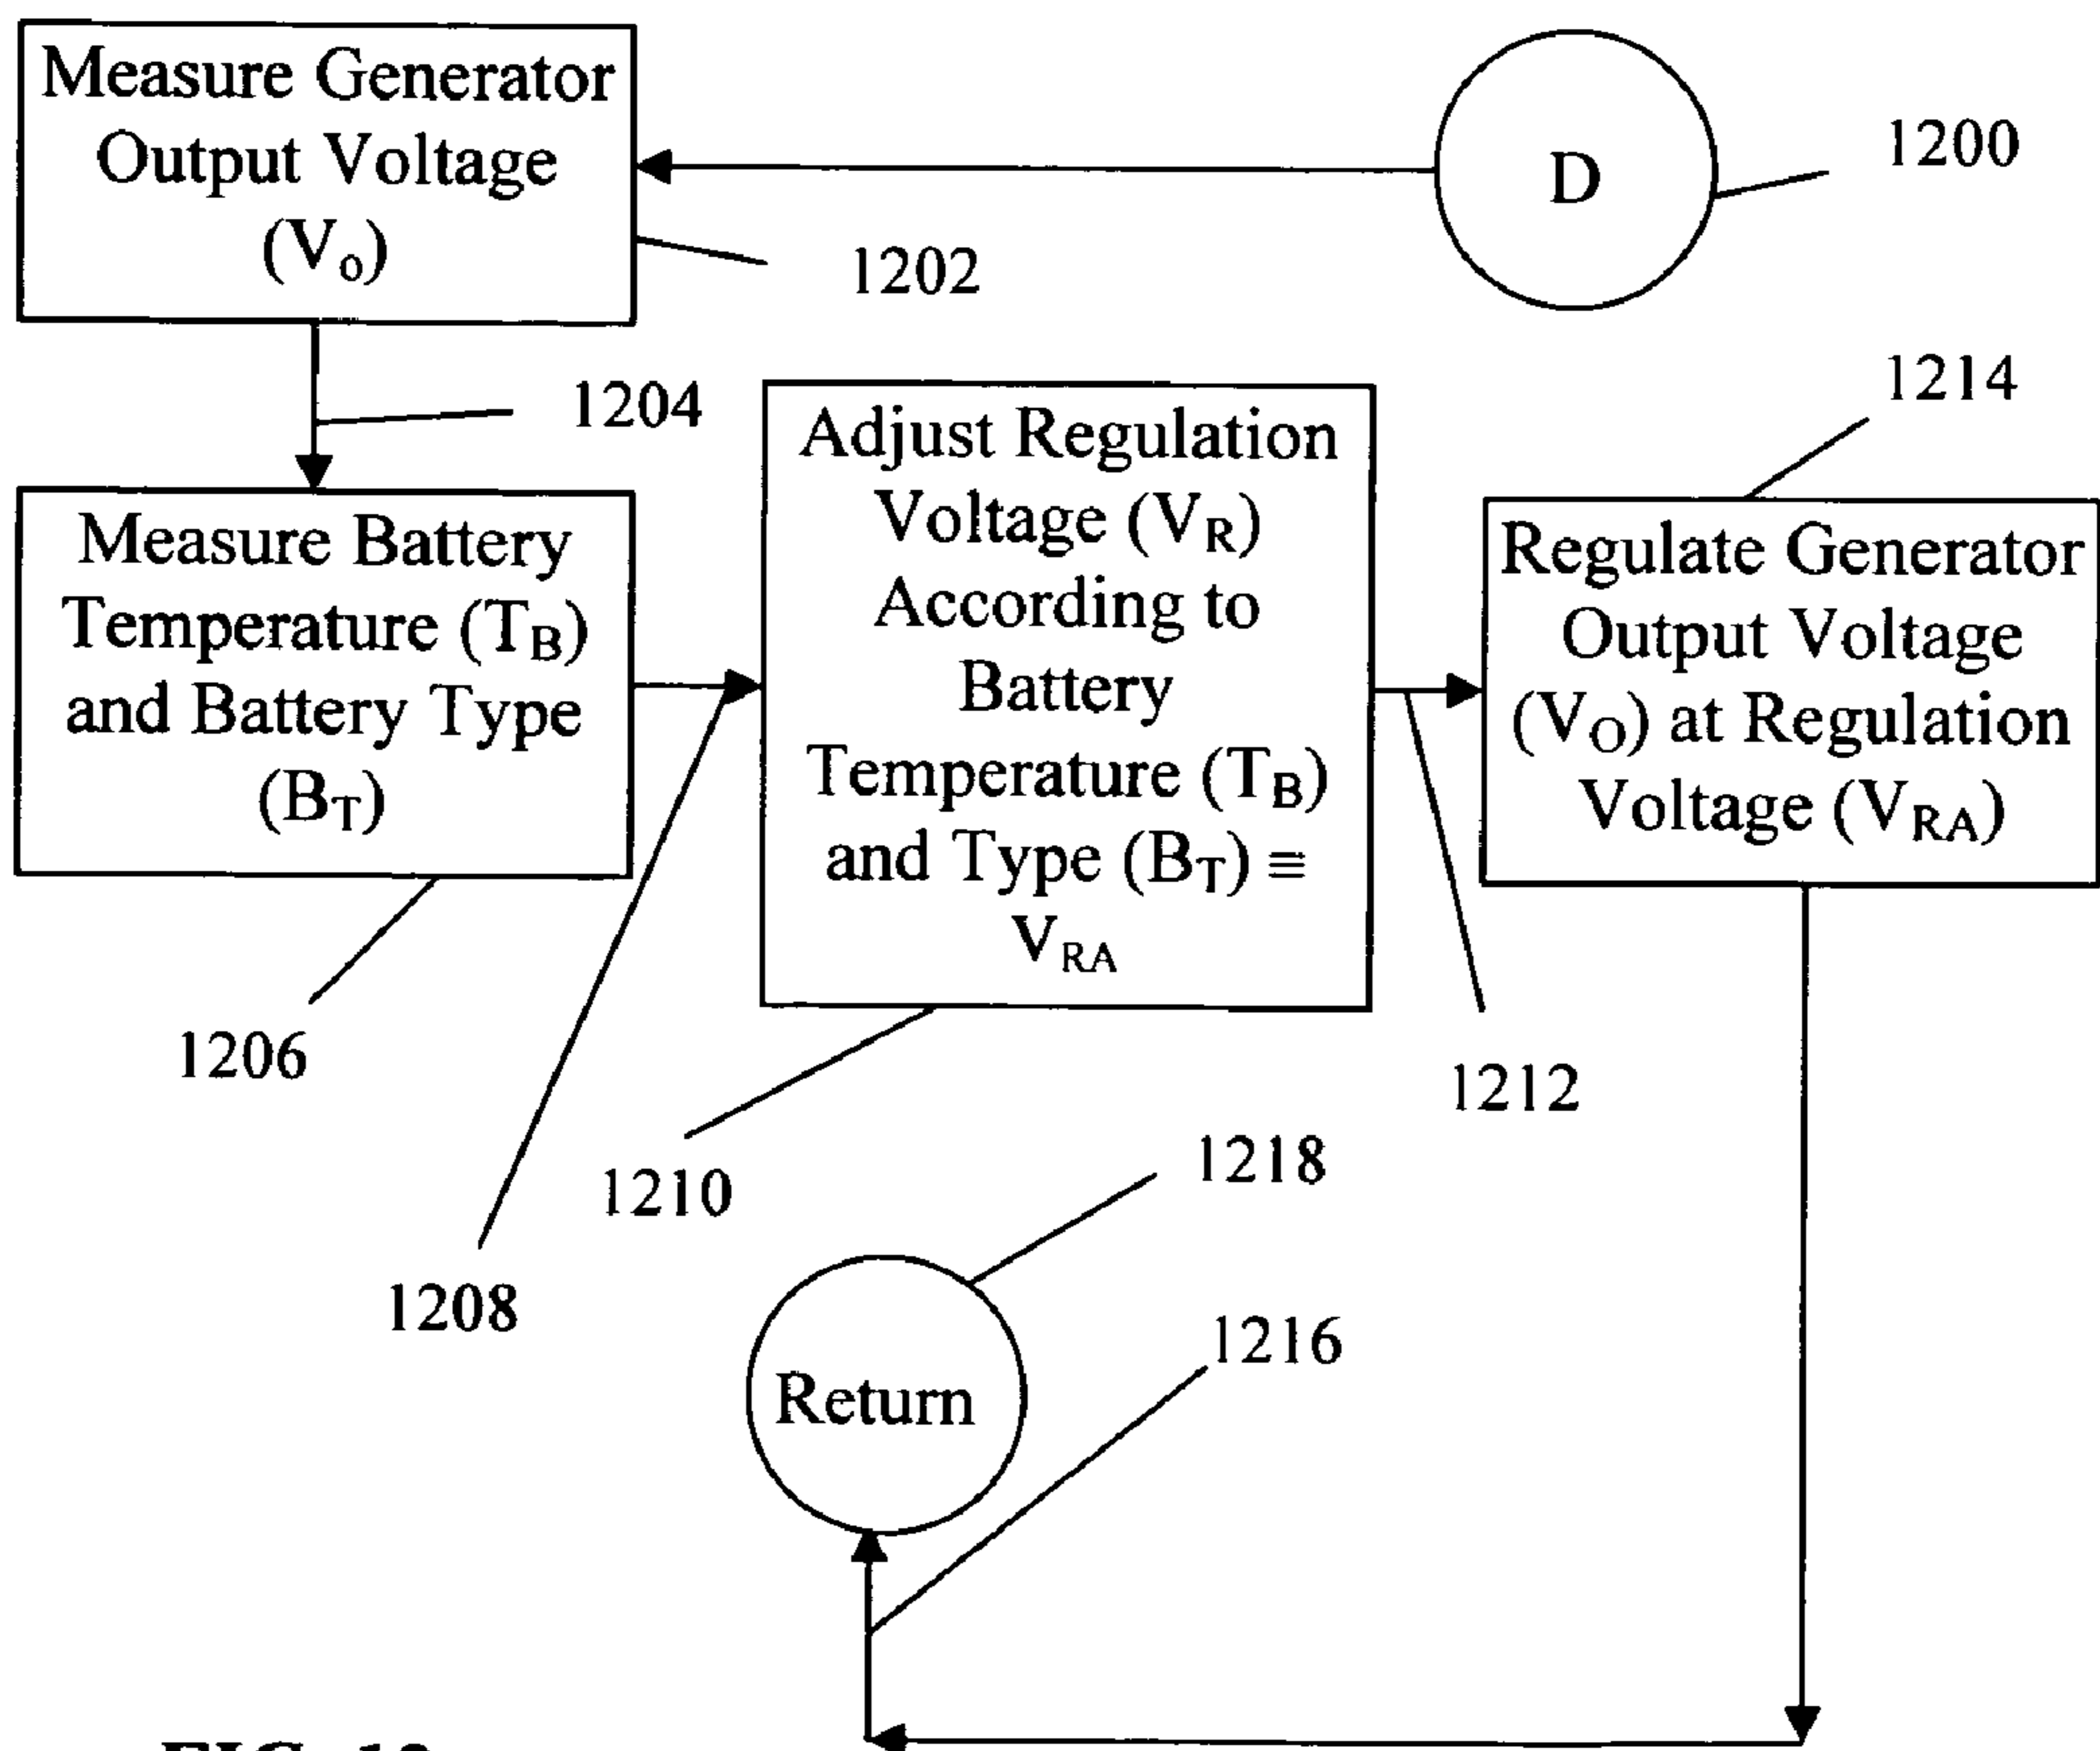 Measure Generator
Output Voltage
(Vo)
D
1200
1202
1204
1214
Measure Battery
Temperature (TB)
and Battery Type
(BT)
Adjust Regulation
Voltage (VR)
According to
Battery
Temperature (TB)
and Type (BT) ≡
VRA
Regulate Generator
Output Voltage
(VO) at Regulation
Voltage (VRA)
1206
1208
1210
1212
1218
1216
Return